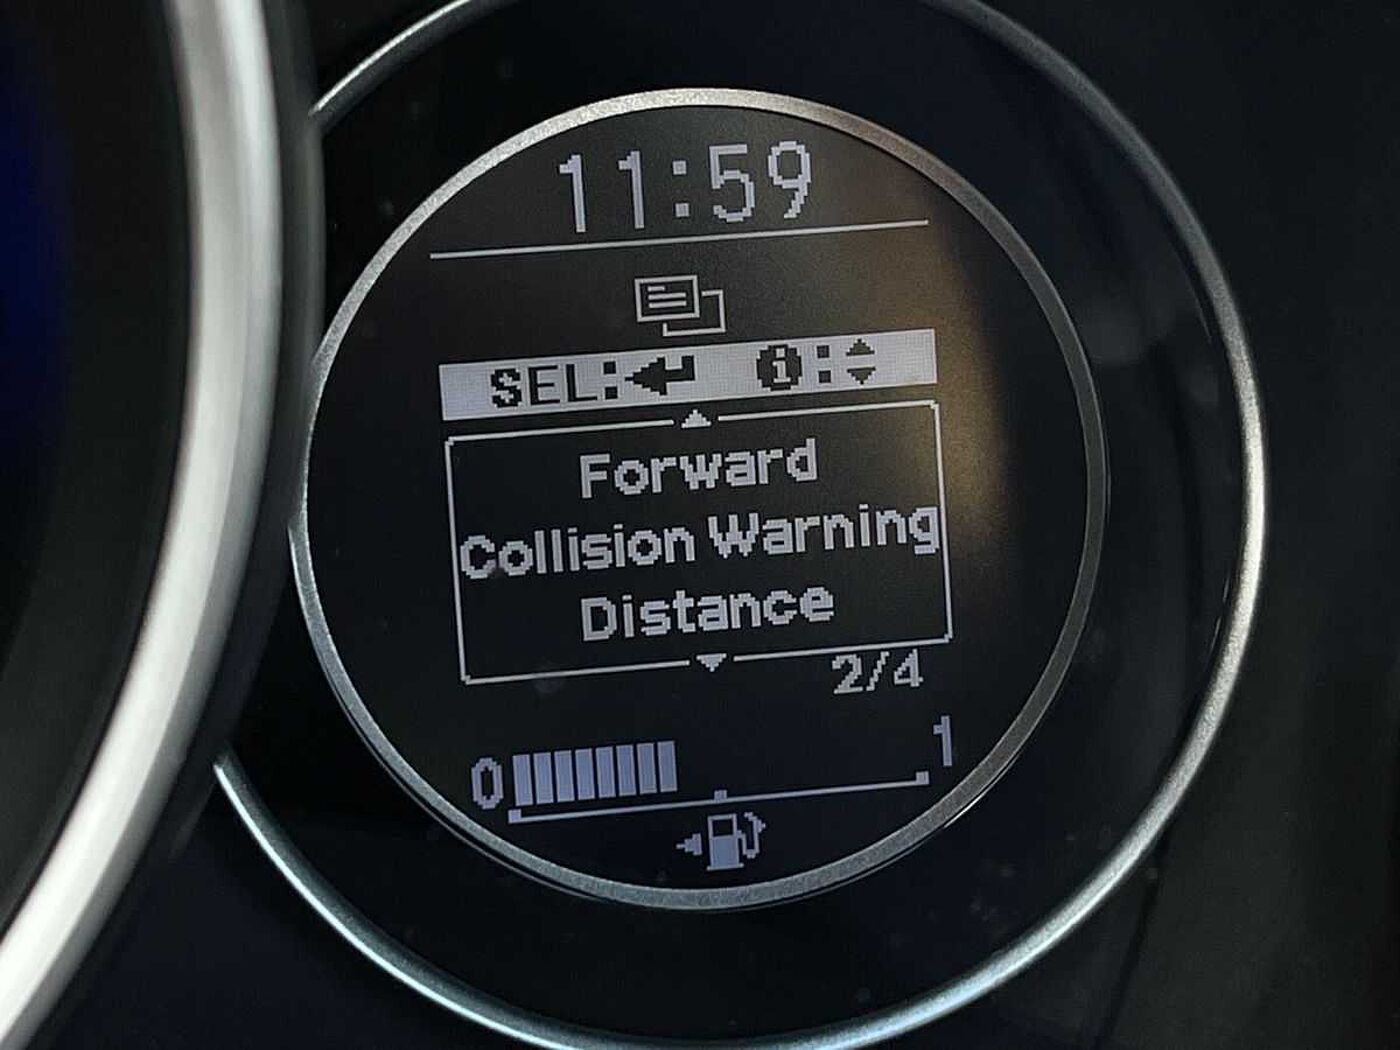 11:59
SEL: i:
Forward
Collision Warning
Distance
2/4
0 1